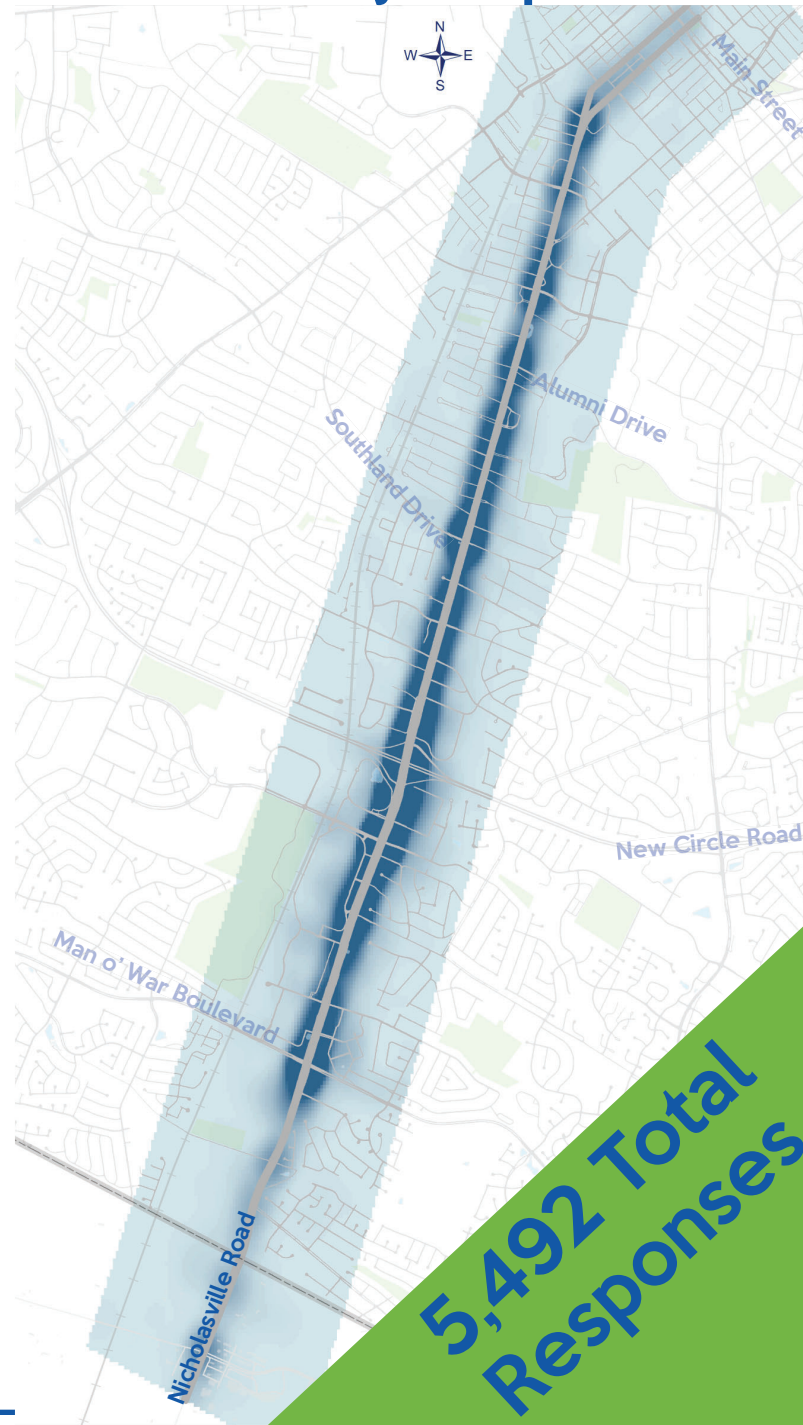 N
W E
S
Main Street
Alumni Drive
Southland Drive
New Circle Road
Man o' War Boulevard
Nicholasville Road
5,492 Total
Responses